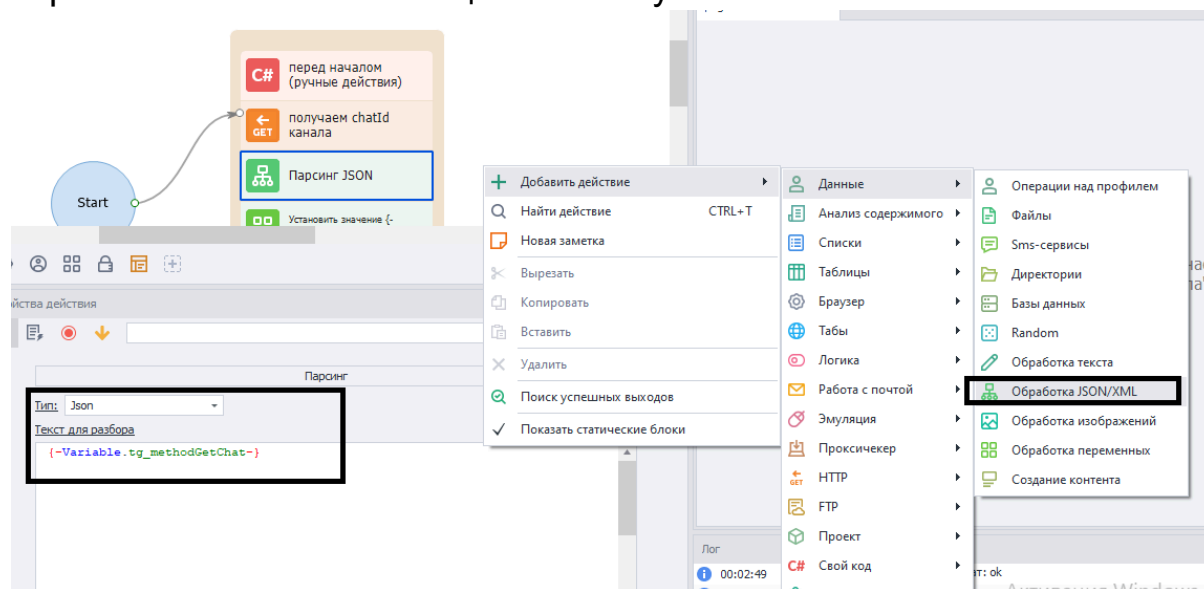 C#
перед началом
(ручные действия)
GET
получаем chatId
канала
Парсинг JSON
Start
Установить значение {-
Свойства действия
Парсинг
Тип: Json
Текст для разбора
{-Variable.tg_methodGetChat-}
Добавить действие
Найти действие CTRL+T
Новая заметка
Вырезать
Копировать
Вставить
Удалить
Поиск успешных выходов
Показать статические блоки
Данные
Анализ содержимого
Списки
Таблицы
Браузер
Табы
Логика
Работа с почтой
Эмуляция
Проксичекер
GET HTTP
FTP
Проект
C# Свой код
Операции над профилем
Файлы
Sms-сервисы
Директории
Базы данных
Random
Обработка текста
Обработка JSON/XML
Обработка изображений
Обработка переменных
Создание контента
Лог
00:02:49
ат: ok